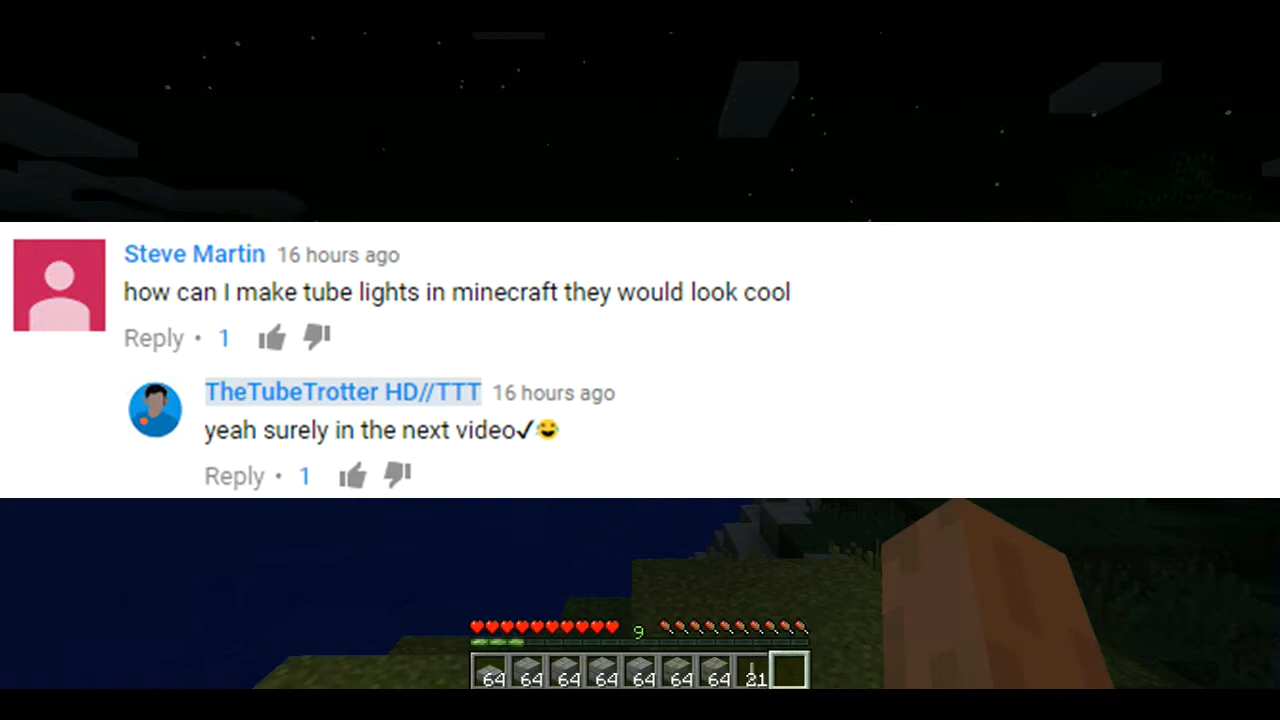 Steve Martin 16 hours ago
how can I make tube lights in minecraft they would look cool
Reply • 1
TheTubeTrotter HD//TTT 16 hours ago
yeah surely in the next video✓😂
Reply • 1
9
64 64 64 64 64 64 64 21